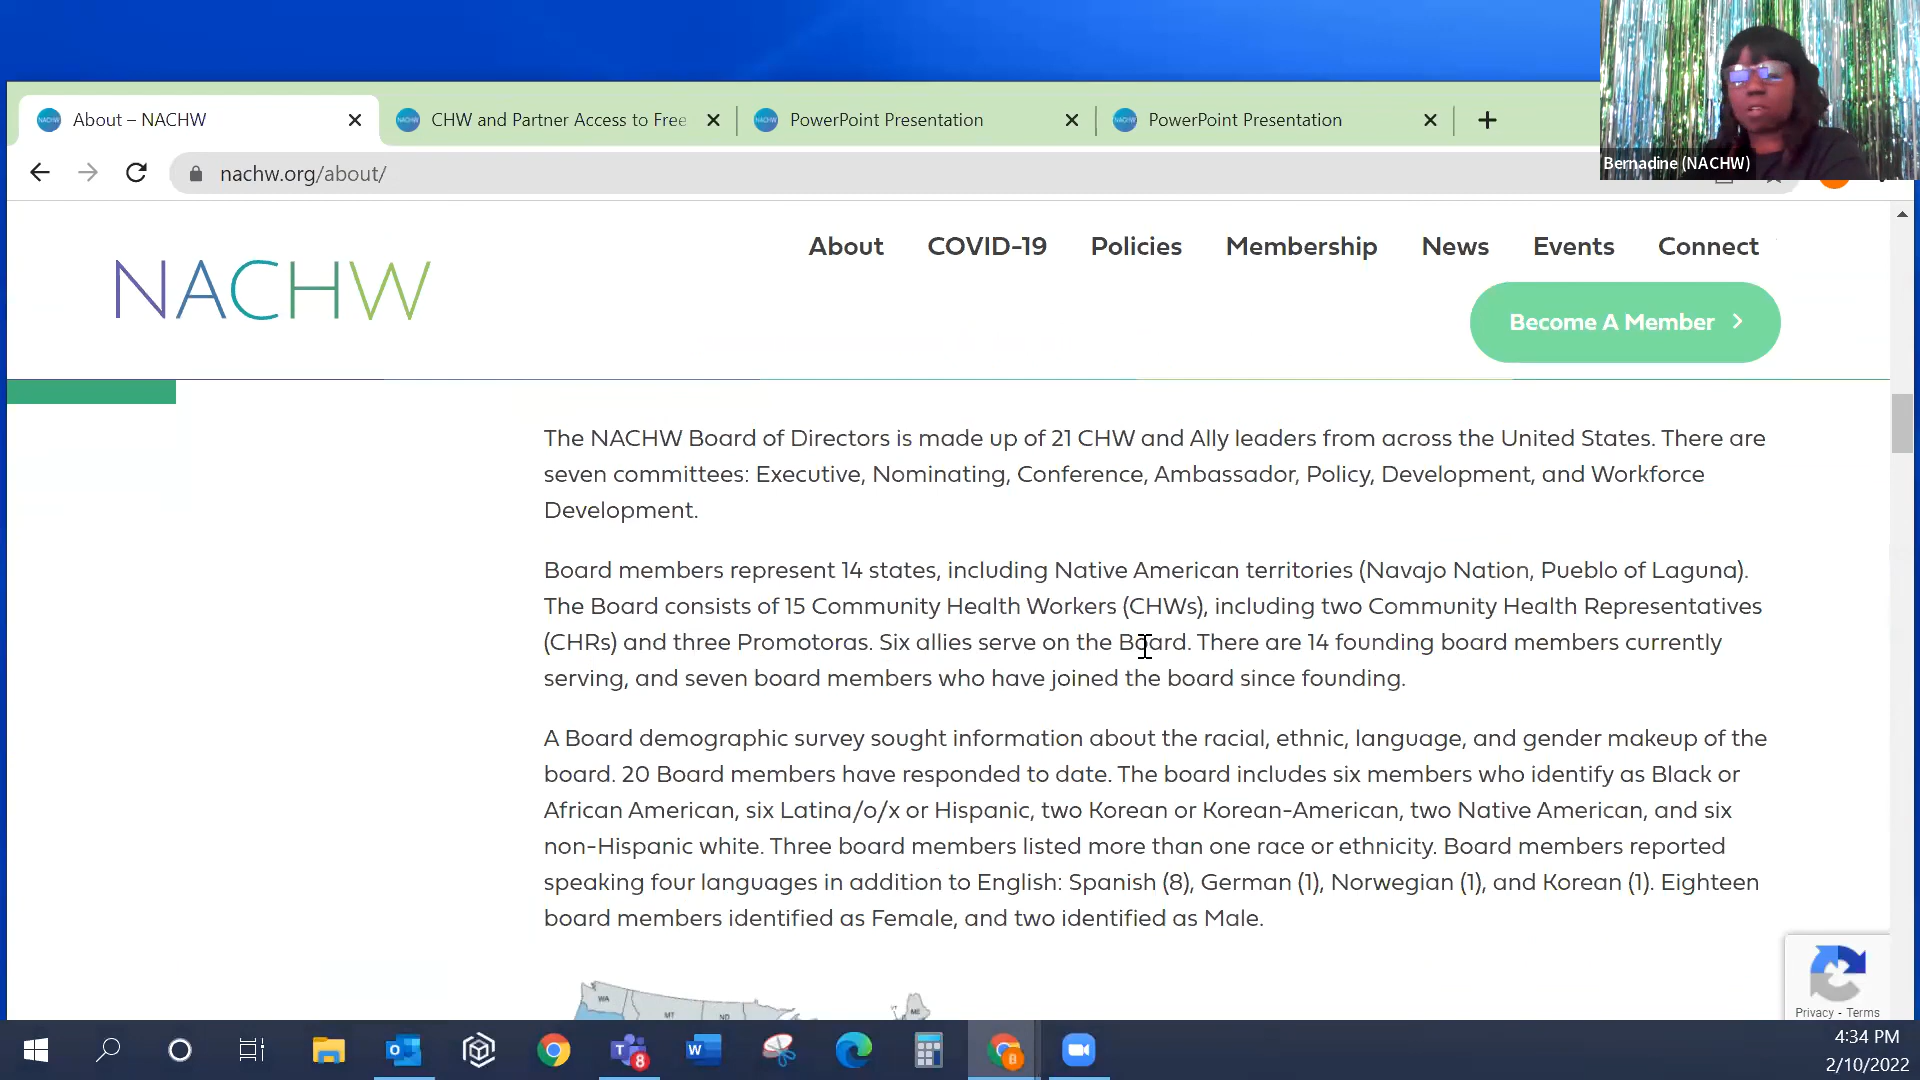 About – NACHW
CHW and Partner Access to Free
PowerPoint Presentation
PowerPoint Presentation
Bernadine (NACHW)
nachw.org/about/
NACHW
About COVID-19 Policies Membership News Events Connect
Become A Member
The NACHW Board of Directors is made up of 21 CHW and Ally leaders from across the United States. There are
seven committees: Executive, Nominating, Conference, Ambassador, Policy, Development, and Workforce
Development.
Board members represent 14 states, including Native American territories (Navajo Nation, Pueblo of Laguna).
The Board consists of 15 Community Health Workers (CHWs), including two Community Health Representatives
(CHRs) and three Promotoras. Six allies serve on the Board. There are 14 founding board members currently
serving, and seven board members who have joined the board since founding.
A Board demographic survey sought information about the racial, ethnic, language, and gender makeup of the
board. 20 Board members have responded to date. The board includes six members who identify as Black or
African American, six Latina/o/x or Hispanic, two Korean or Korean-American, two Native American, and six
non-Hispanic white. Three board members listed more than one race or ethnicity. Board members reported
speaking four languages in addition to English: Spanish (8), German (1), Norwegian (1), and Korean (1). Eighteen
board members identified as Female, and two identified as Male.
WA
MT
ND
ME
Privacy - Terms
8
B
4:34 PM
2/10/2022